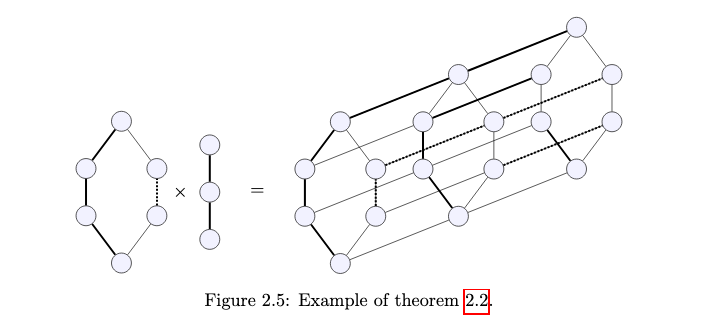 × =
Figure 2.5: Example of theorem 2.2.